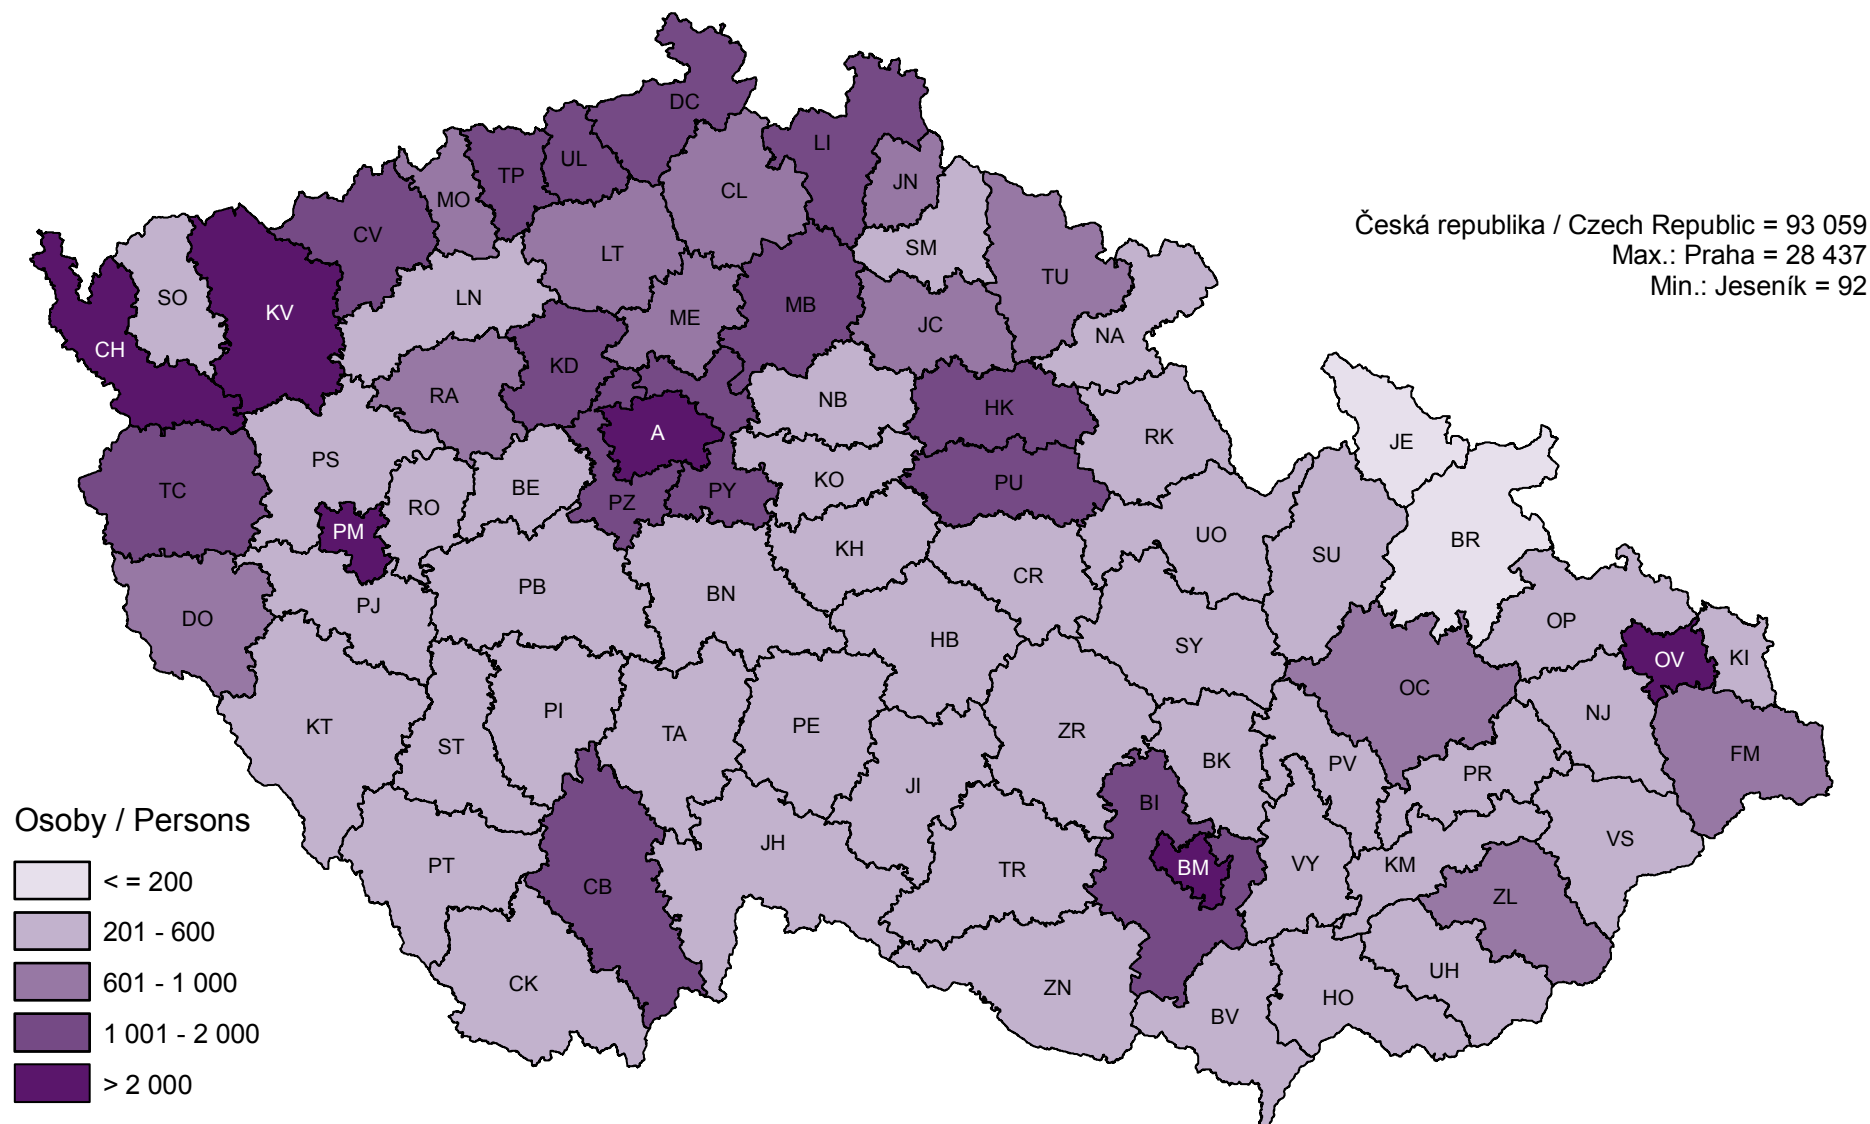 DC
LI
UL
TP
MO
CL
JN
CV
SM
LT
TU
SO
LN
KV
ME
MB
JC
NA
CH
KD
RA
NB
HK
A
RK
JE
PS
TC
RO
BE
PZ
PY
KO
PU
PM
KH
UO
SU
BR
PJ
PB
BN
CR
DO
HB
SY
OP
OV
KI
KT
ST
PI
TA
PE
ZR
OC
NJ
JI
BK
PV
PR
FM
BI
PT
CB
JH
TR
BM
VY
KM
VS
ZL
CK
ZN
BV
HO
UH
Česká republika / Czech Republic = 93 059
Max.: Praha = 28 437
Min.: Jeseník = 92
Osoby / Persons
< = 200
201 - 600
601 - 1 000
1 001 - 2 000
> 2 000